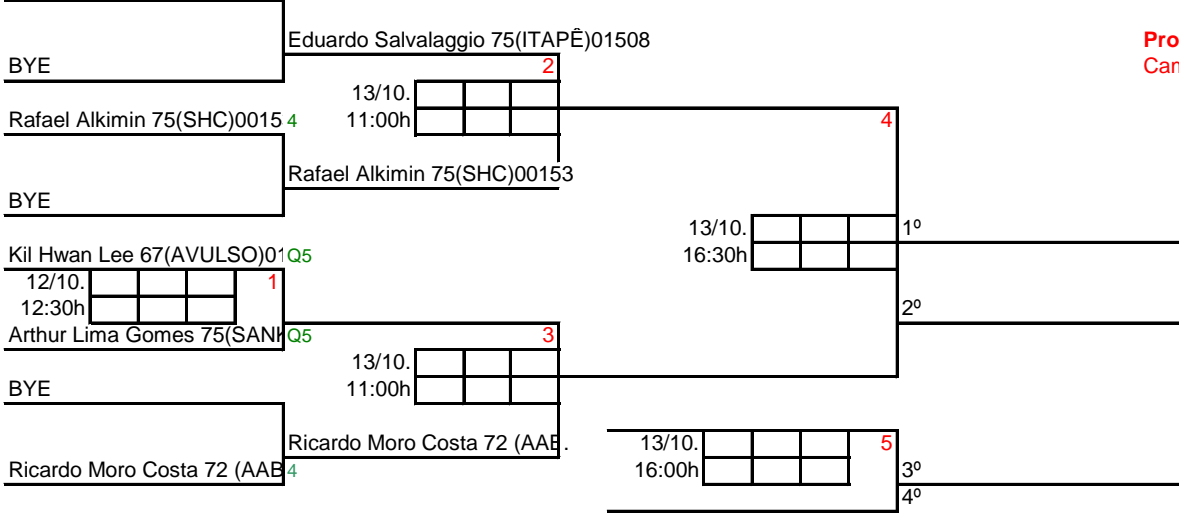 Eduardo Salvalaggio 75(ITAPÊ)01508
Pro
BYE
2
Can
13/10.
11:00h
Rafael Alkimin 75(SHC)0015 4
4
Rafael Alkimin 75(SHC)00153
BYE
13/10.
16:30h
1º
Kil Hwan Lee 67(AVULSO)01 Q5
12/10.
12:30h
1
2º
Arthur Lima Gomes 75(SANK Q5
3
13/10.
11:00h
BYE
Ricardo Moro Costa 72 (AAB.
13/10.
16:00h
5
Ricardo Moro Costa 72 (AAB 4
3º
4º